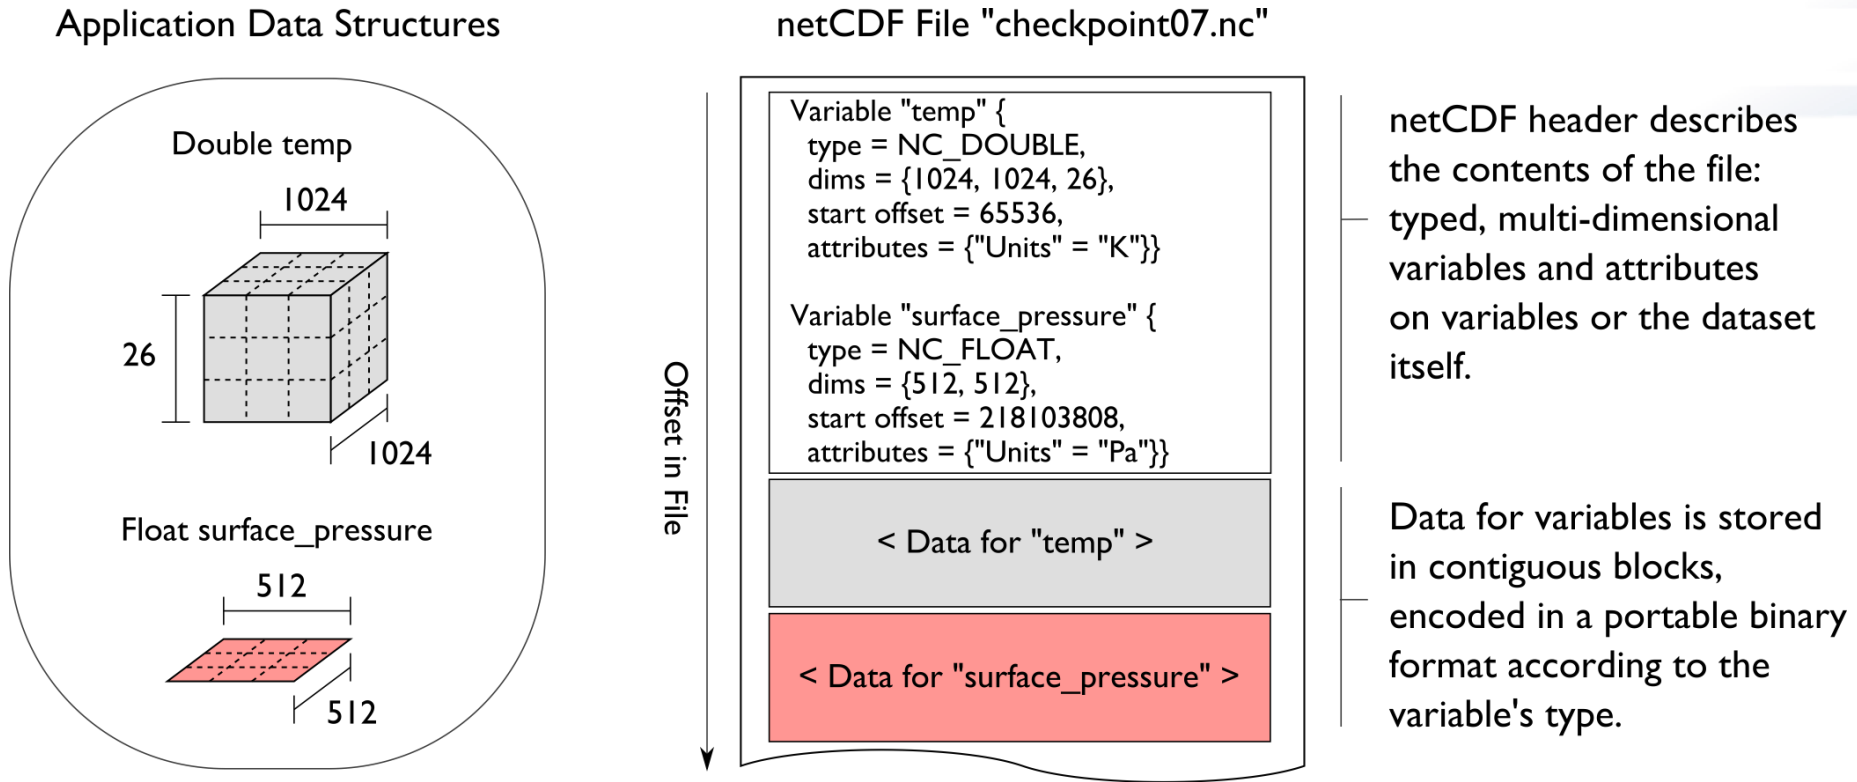 Application Data Structures
Double temp
1024
26
1024
Float surface_pressure
512
512
netCDF File "checkpoint07.nc"
Offset in File
Variable "temp" {
type = NC_DOUBLE,
dims = {1024, 1024, 26},
start offset = 65536,
attributes = {"Units" = "K"}}
Variable "surface_pressure" {
type = NC_FLOAT,
dims = {512, 512},
start offset = 218103808,
attributes = {"Units" = "Pa"}}
< Data for "temp" >
< Data for "surface_pressure" >
netCDF header describes
the contents of the file:
typed, multi-dimensional
variables and attributes
on variables or the dataset
itself.
Data for variables is stored
in contiguous blocks,
encoded in a portable binary
format according to the
variable's type.